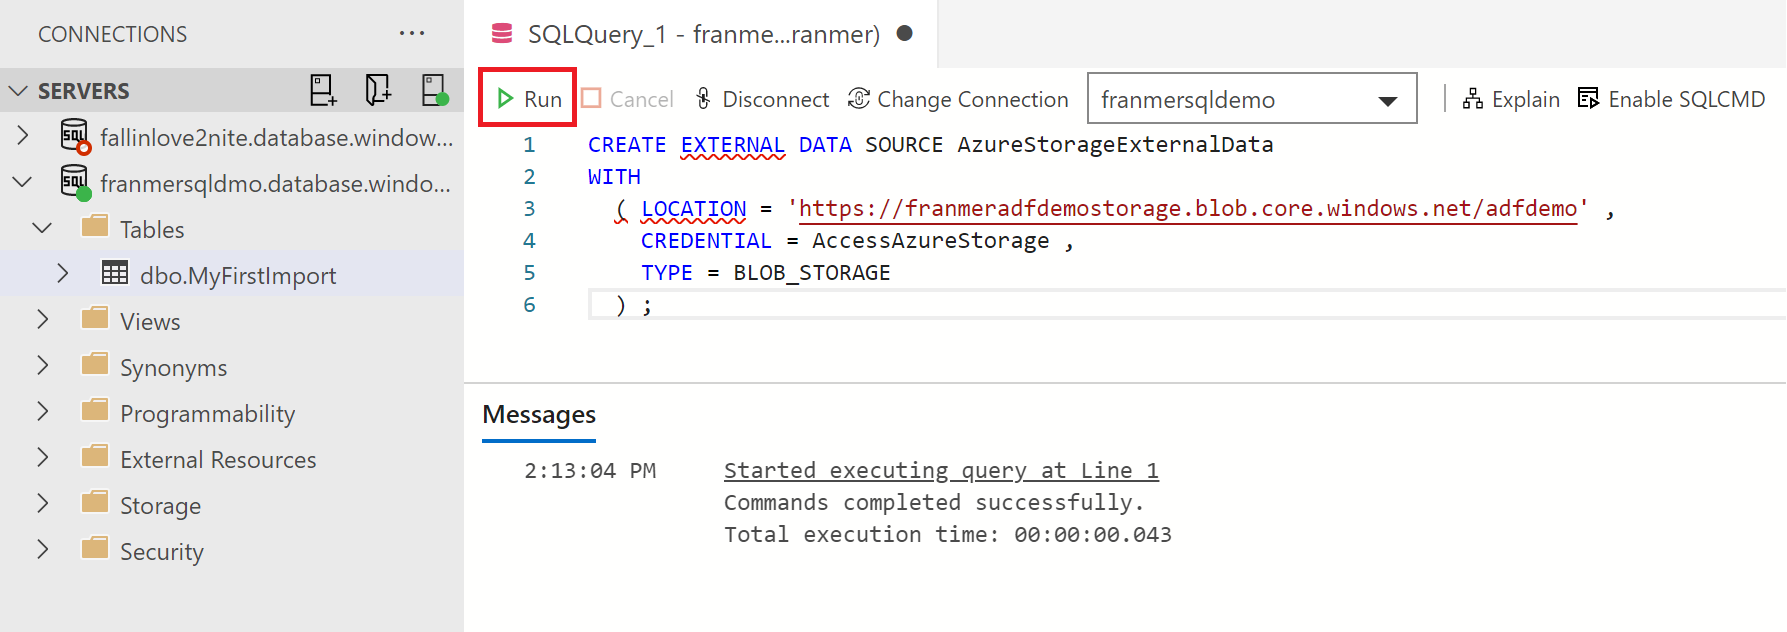 CONNECTIONS ...
SERVERS
fallinlove2nite.database.window...
franmersqldmo.database.windo...
Tables
dbo.MyFirstImport
Views
Synonyms
Programmability
External Resources
Storage
Security
SQLQuery_1 - franme...ranmer)
Run Cancel Disconnect Change Connection franmersqldemo Explain Enable SQLCMD
1 CREATE EXTERNAL DATA SOURCE AzureStorageExternalData
2 WITH
3 ( LOCATION = 'https://franmeradfdemostorage.blob.core.windows.net/adfdemo' ,
4 CREDENTIAL = AccessAzureStorage ,
5 TYPE = BLOB_STORAGE
6 ) ;
Messages
2:13:04 PM Started executing query at Line 1
Commands completed successfully.
Total execution time: 00:00:00.043